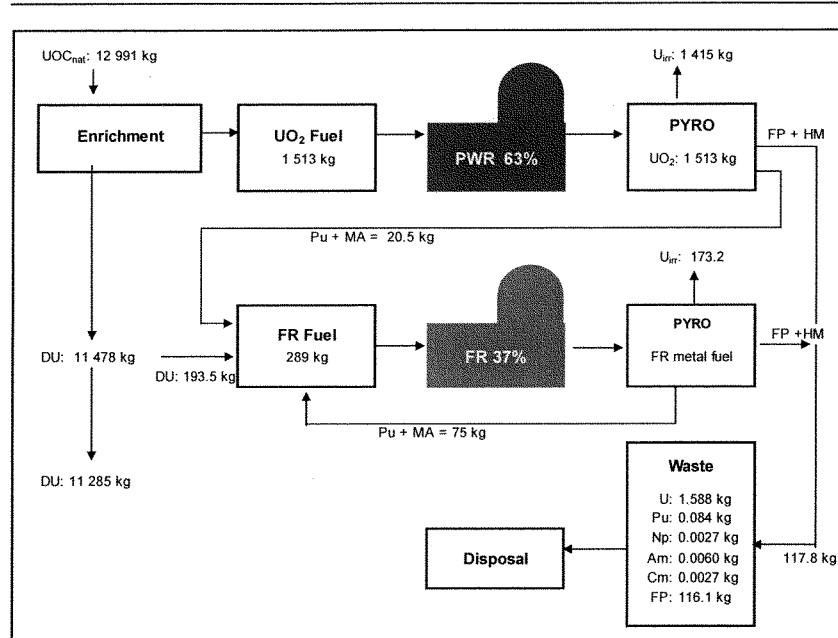 UOCnat: 12 991 kg
Enrichment
UO2 Fuel
1 513 kg
PWR 63%
Uirr: 1 415 kg
PYRO
UO2: 1 513 kg
FP + HM
Pu + MA = 20.5 kg
DU: 11 478 kg
DU: 193.5 kg
FR Fuel
289 kg
FR 37%
Uirr: 173.2
PYRO
FR metal fuel
FP +HM
Pu + MA = 75 kg
DU: 11 285 kg
Disposal
Waste
U: 1.588 kg
Pu: 0.084 kg
Np: 0.0027 kg
Am: 0.0060 kg
Cm: 0.0027 kg
FP: 116.1 kg
117.8 kg